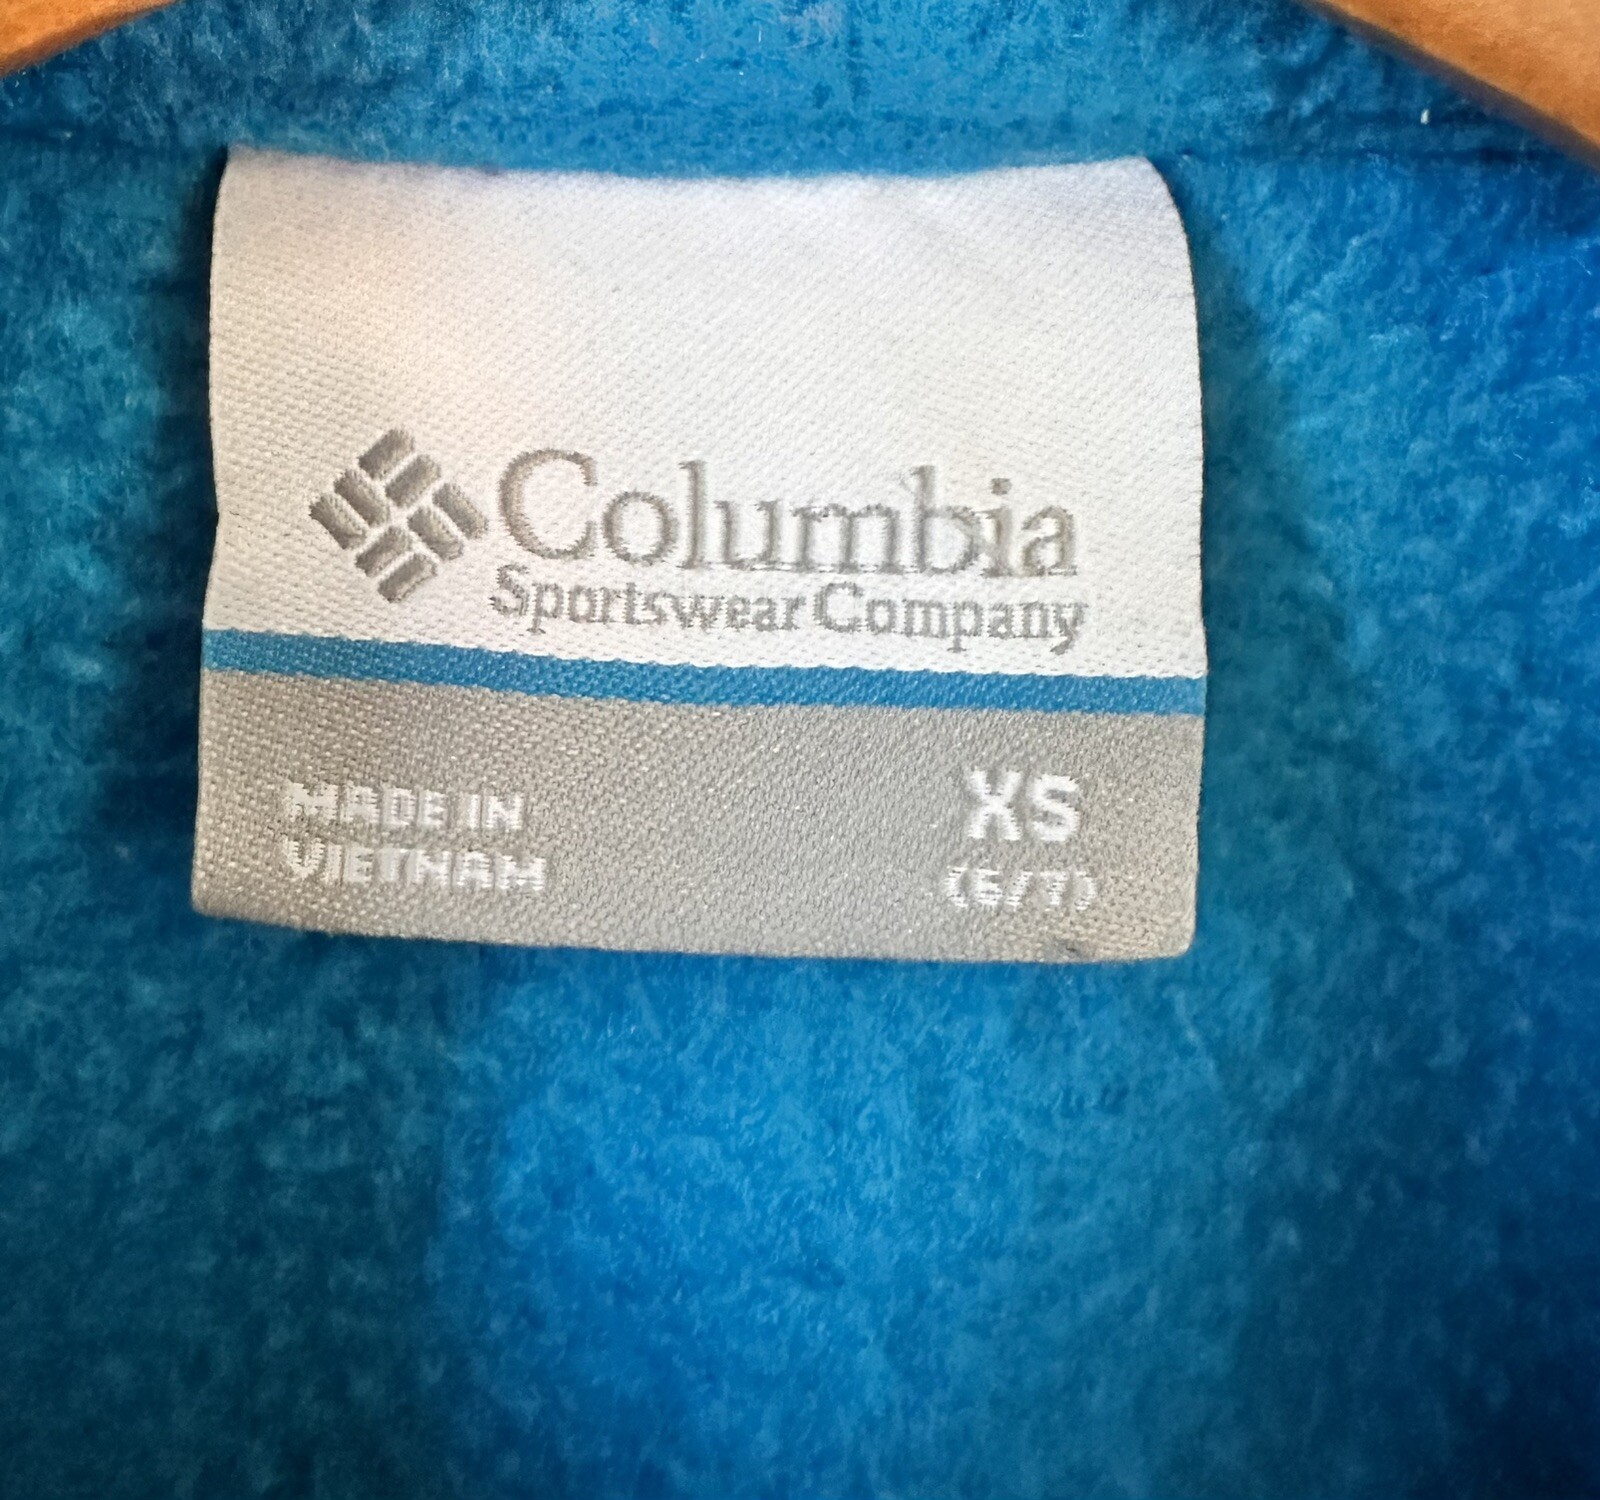 Columbia
Sportswear Company
MADE IN
VIETNAM
XS
(6/7)